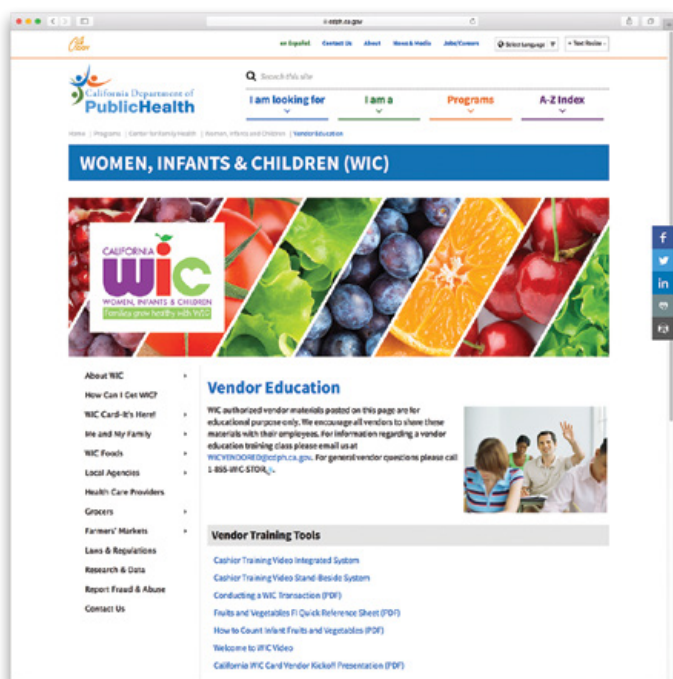 cdph.ca.gov
CA
GOV
en Español Contact Us About News & Media Jobs/Careers Select Language ▼
Search this site
California Department of
PublicHealth
I am looking for I am a Programs A-Z Index
Home | Programs | Center for Family Health | Women, Infants and Children | Vendor Education
WOMEN, INFANTS & CHILDREN (WIC)
CALIFORNIA
WIC
WOMEN, INFANTS & CHILDREN
Families grow healthy with WIC
f
in
About WIC
How Can I Get WIC?
WIC Card-It's Here!
Me and My Family
WIC Foods
Local Agencies
Health Care Providers
Grocers
Farmers' Markets
Laws & Regulations
Research & Data
Report Fraud & Abuse
Contact Us
Vendor Education
WIC authorized vendor materials posted on this page are for
educational purpose only. We encourage all vendors to share these
materials with their employees. For information regarding a vendor
education training class please email us at
WICVENDORED@cdph.ca.gov. For general vendor questions please call
1-855-WIC-STOR.
Vendor Training Tools
Cashier Training Video Integrated System
Cashier Training Video Stand-Beside System
Conducting a WIC Transaction (PDF)
Fruits and Vegetables FI Quick Reference Sheet (PDF)
How to Count Infant Fruits and Vegetables (PDF)
Welcome to WIC Video
California WIC Card Vendor Kickoff Presentation (PDF)